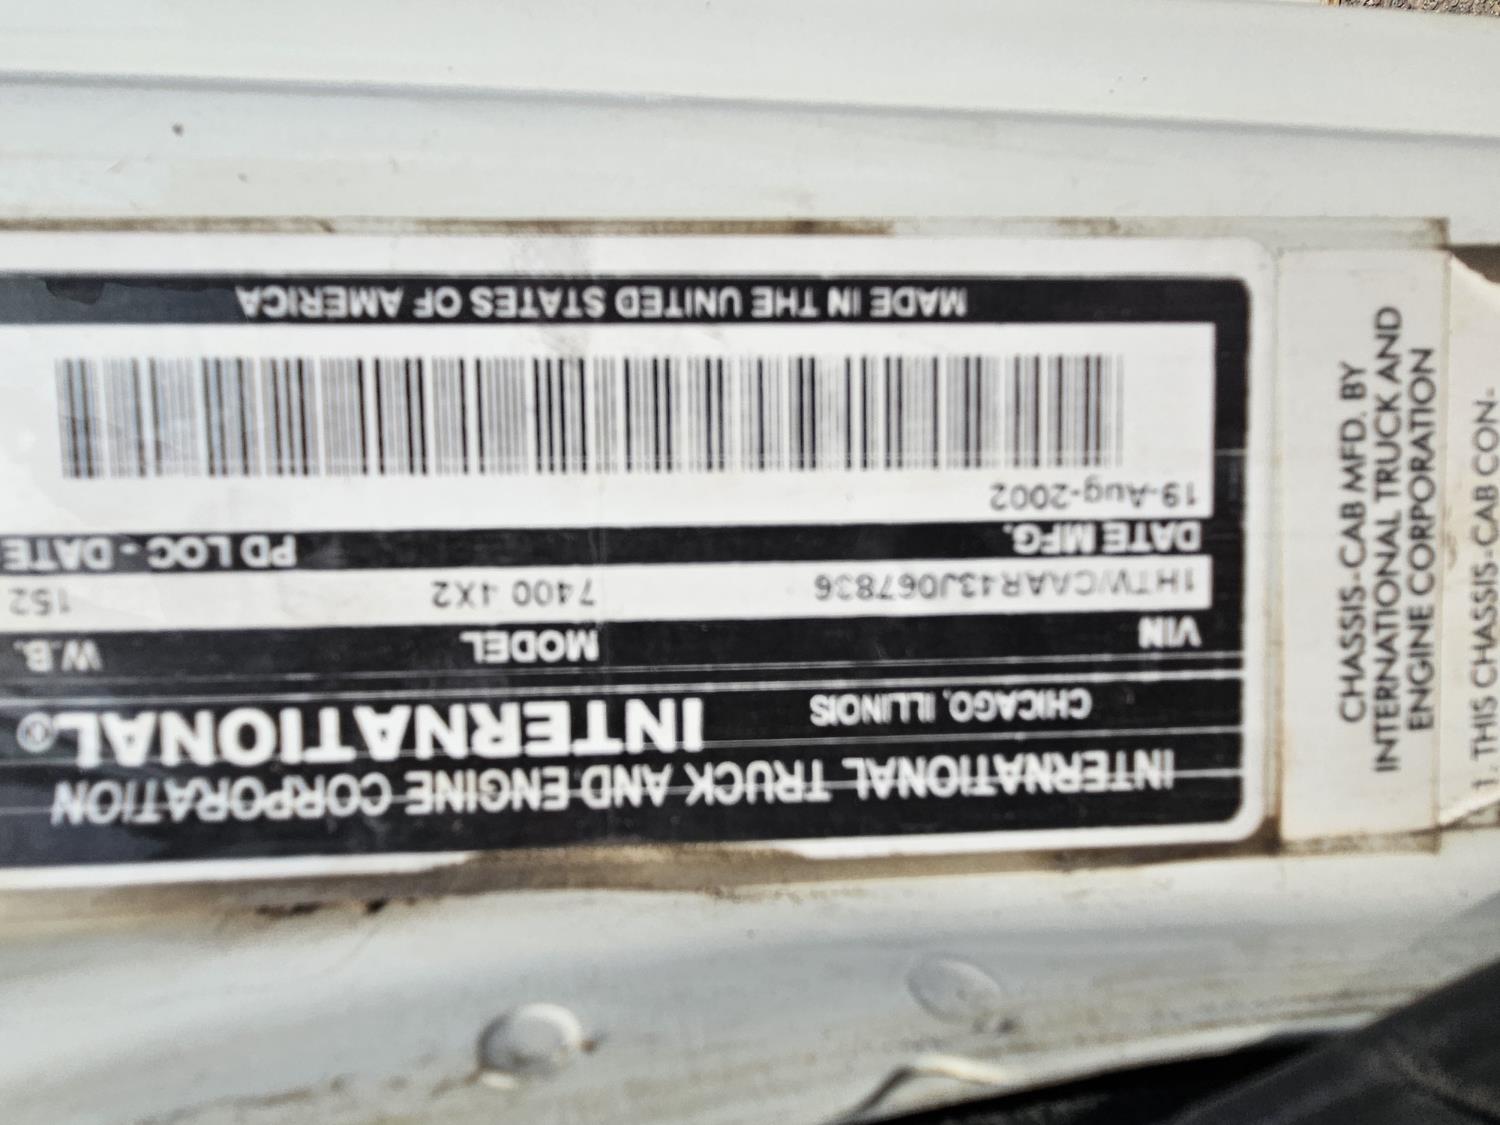 INTERNATIONAL TRUCK AND ENGINE CORPORATION
CHICAGO, ILLINOIS INTERNATIONAL®
VIN MODEL W.B.
1HTWCAAR43J067836 7400 4X2 152
DATE MFG. PD LOC - DATE
19-Aug-2002
MADE IN THE UNITED STATES OF AMERICA
CHASSIS-CAB MFD. BY
INTERNATIONAL TRUCK AND
ENGINE CORPORATION
1. THIS CHASSIS-CAB CON-